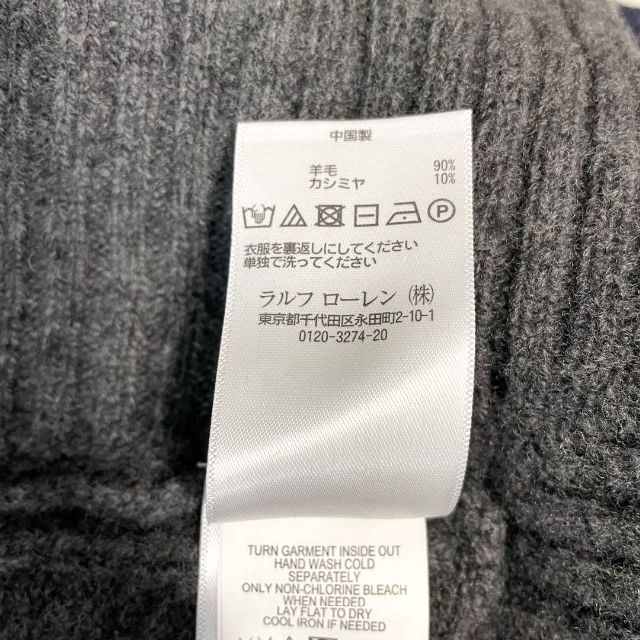 中国製
羊毛 90%
カシミヤ 10%
P
衣服を裏返しにしてください
単独で洗ってください
ラルフ ローレン (株)
東京都千代田区永田町2-10-1
0120-3274-20
TURN GARMENT INSIDE OUT
HAND WASH COLD
SEPARATELY
ONLY NON-CHLORINE BLEACH
WHEN NEEDED
LAY FLAT TO DRY
COOL IRON IF NEEDED